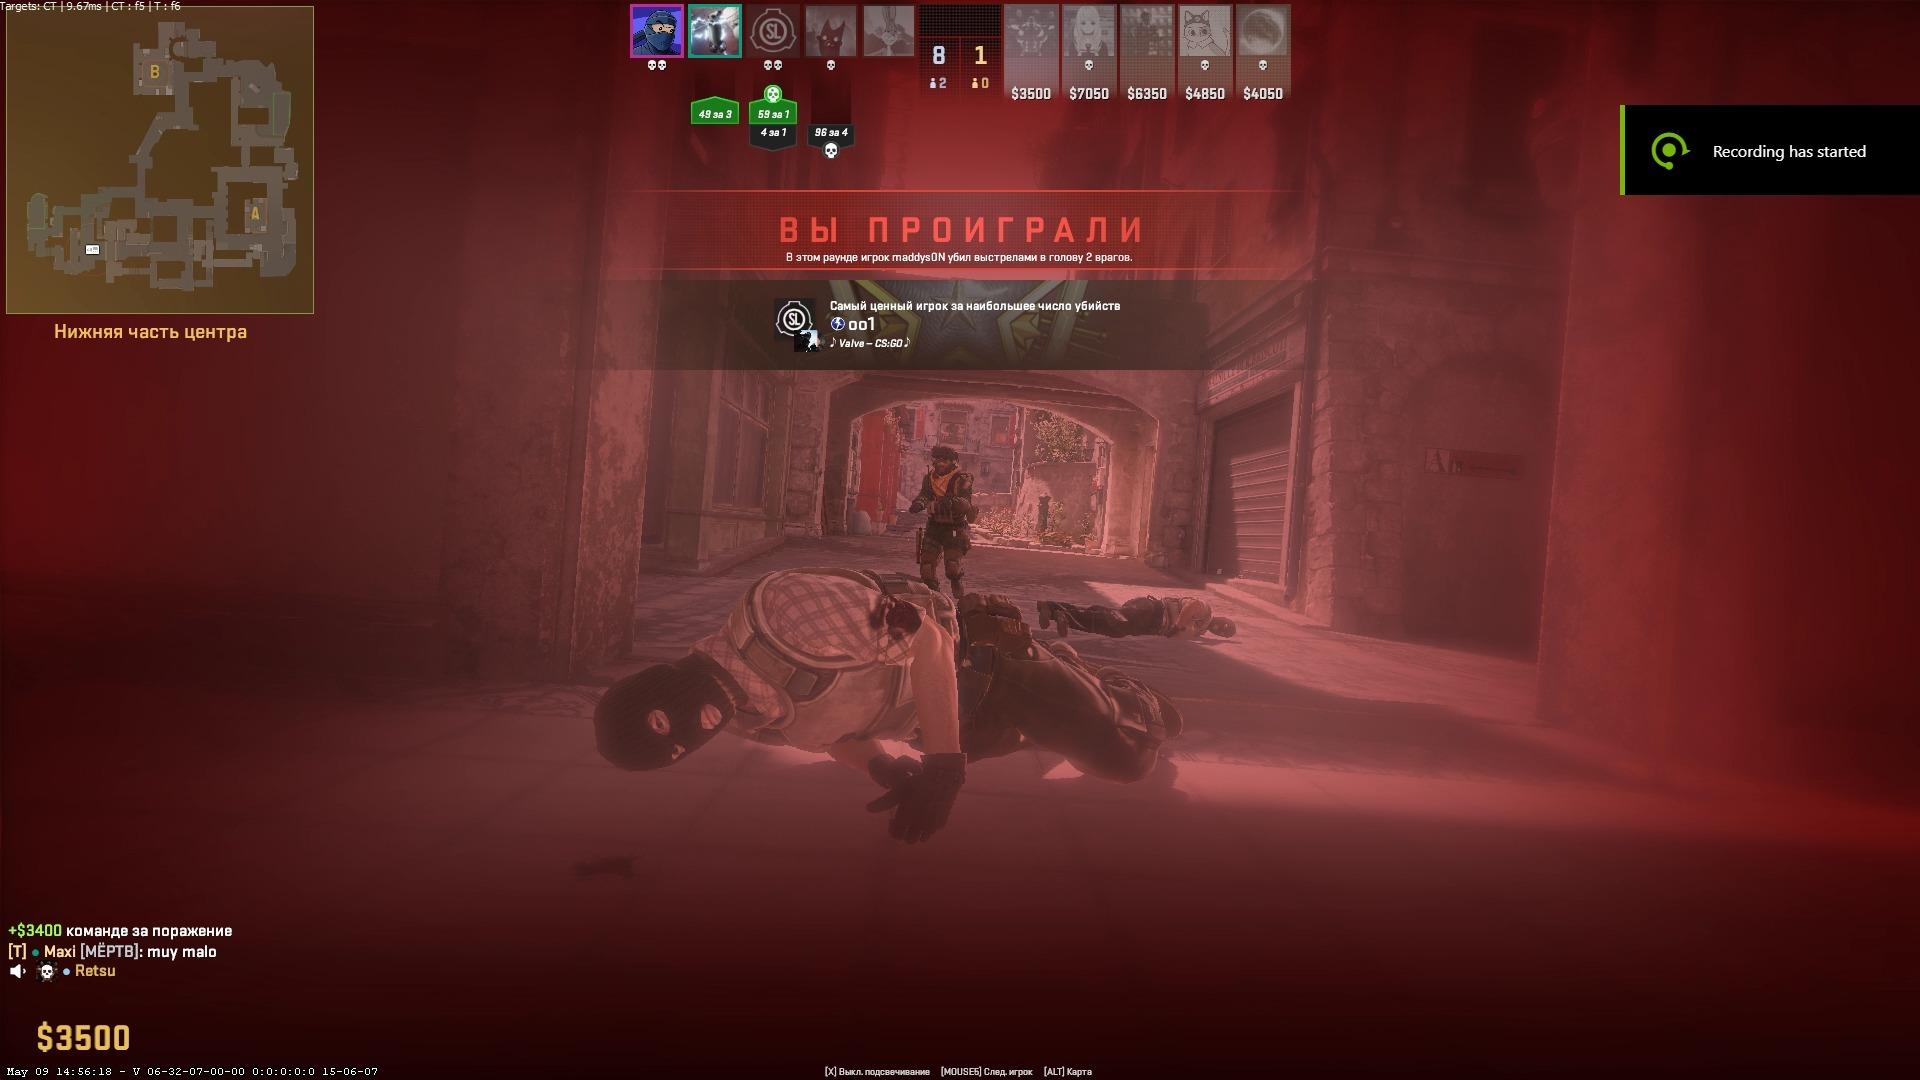 Targets: CT | 9.67ms | CT : f5 | T : f6
B
A
Нижняя часть центра
SL
8 1
2 0
$3500 $7050 $6350 $4850 $4050
49 за 3
59 за 1
4 за 1
96 за 4
Recording has started
ВЫ ПРОИГРАЛИ
В этом раунде игрок maddysON убил выстрелами в голову 2 врагов.
SL
Самый ценный игрок за наибольшее число убийств
oo1
♪ Valve – CS:GO ♪
+$3400 команде за поражение
[T] ● Maxi [МЁРТВ]: muy malo
● Retsu
$3500
May 09 14:56:18 - V 06-32-07-00-00 0:0:0:0:0 15-06-07
[X] Выкл. подсвечивание [MOUSE5] След. игрок [ALT] Карта